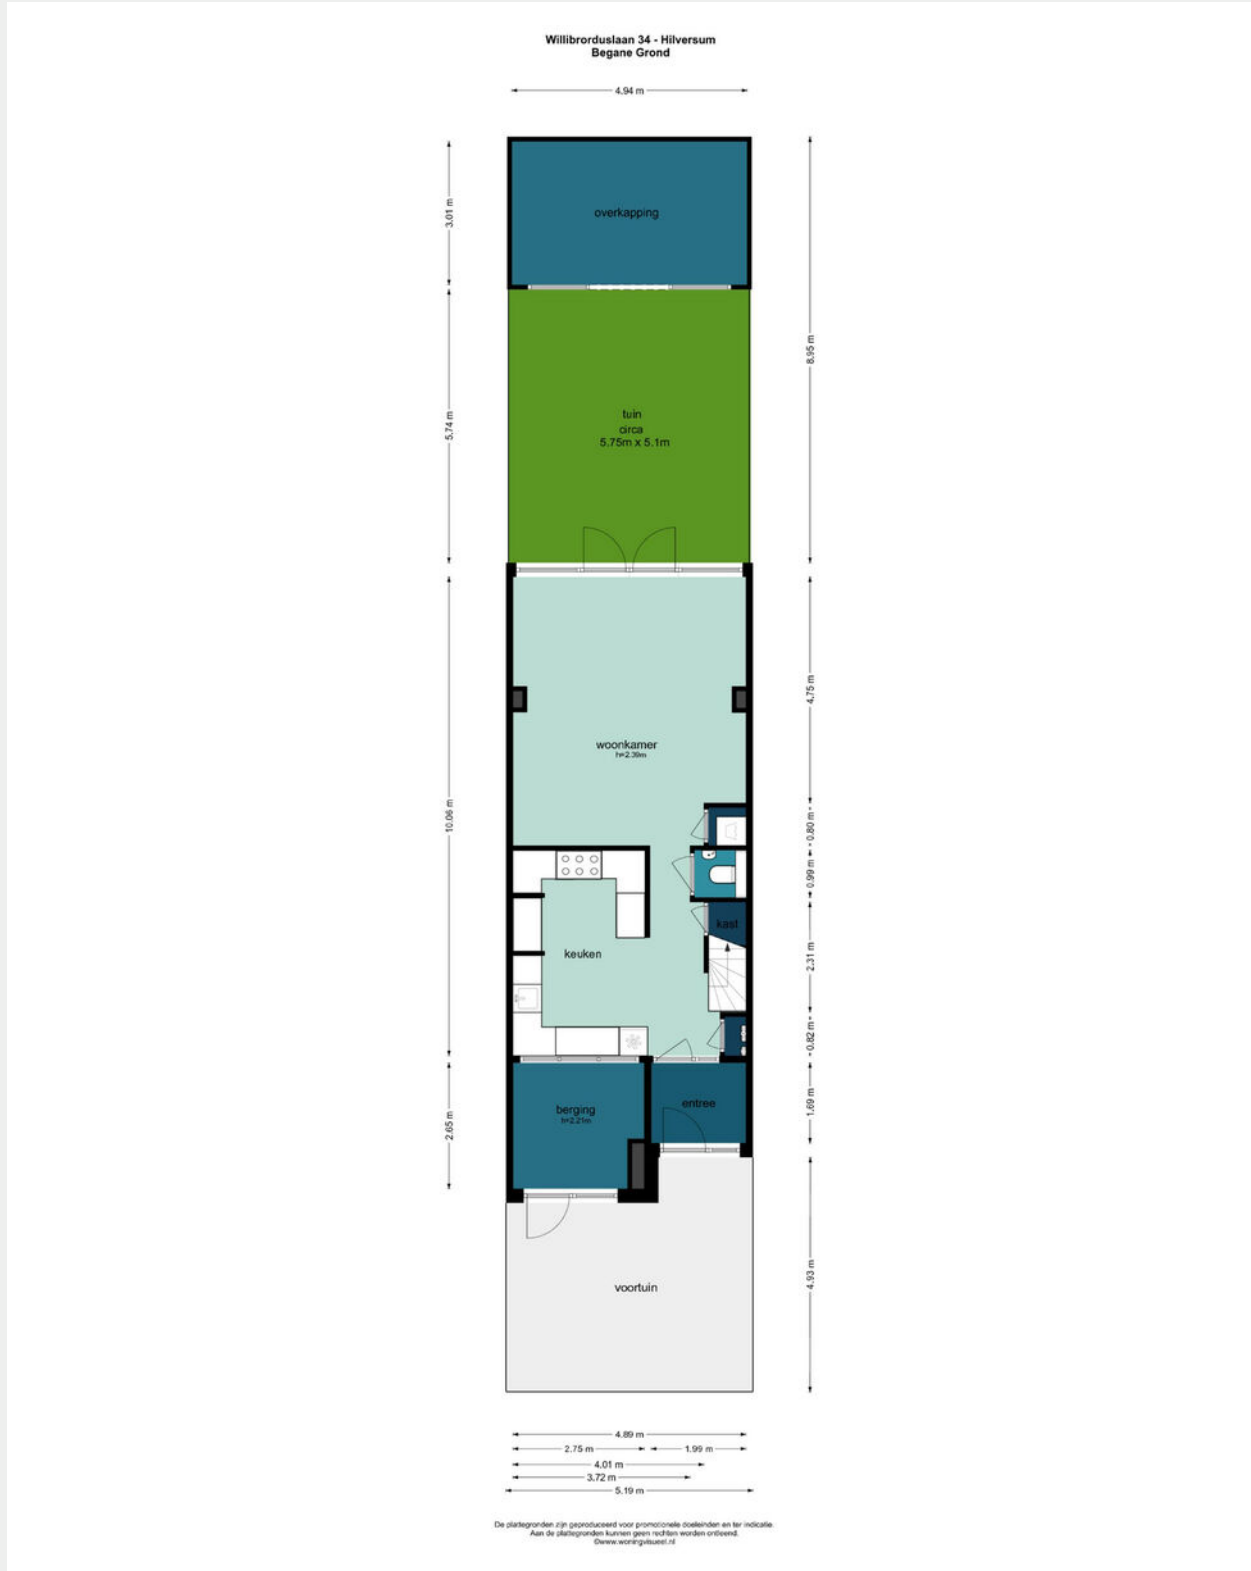 Willibrorduslaan 34 - Hilversum
Begane Grond
4.94 m
3.01 m
overkapping
8.95 m
5.74 m
tuin
circa
5.75m x 5.1m
4.75 m
woonkamer
h=2.39m
10.06 m
0.80 m
0.99 m
kast
keuken
2.31 m
0.82 m
berging
h=2.21m
entree
1.69 m
2.65 m
voortuin
4.93 m
4.89 m
2.75 m
1.99 m
4.01 m
3.72 m
5.19 m
De plattegronden zijn geproduceerd voor promotionele doeleinden en ter indicatie.
Aan de plattegronden kunnen geen rechten worden ontleend.
©www.woningvisueel.nl